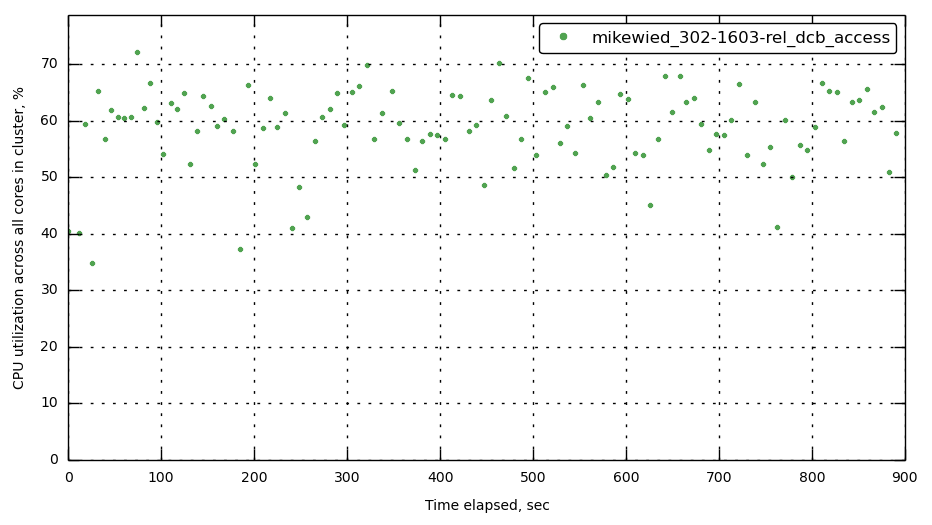 mikewied_302-1603-rel_dcb_access
CPU utilization across all cores in cluster, %
70
60
50
40
30
20
10
0
0 100 200 300 400 500 600 700 800 900
Time elapsed, sec